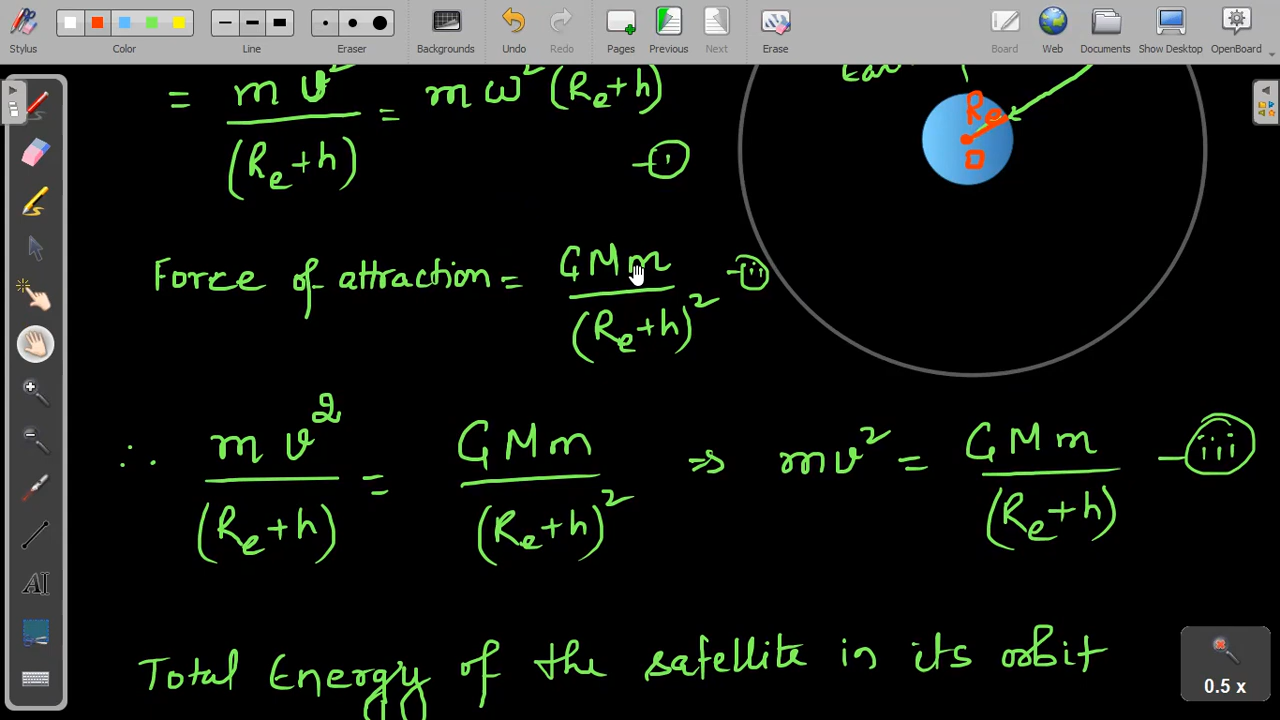 Stylus Color Line Eraser Backgrounds Undo Redo Pages Previous Next Erase Board Web Documents Show Desktop OpenBoard
= mv²/(Re+h) = mω²(Re+h) -(i)
Re
Force of attraction = GMm/(Re+h)² -(ii)
∴ mv²/(Re+h) = GMm/(Re+h)² ⇒ mv² = GMm/(Re+h) -(iii)
Total Energy of the satellite in its orbit
0.5 x